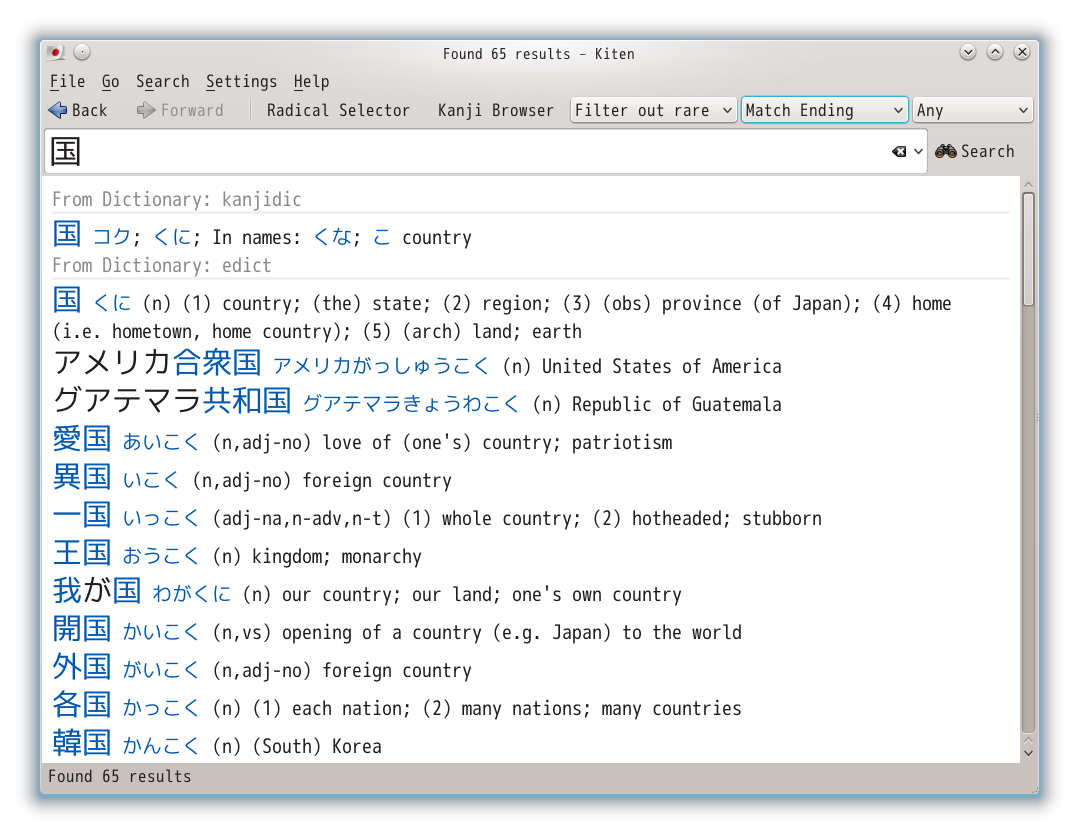 Found 65 results – Kiten
File Go Search Settings Help
Back Forward Radical Selector Kanji Browser Filter out rare Match Ending Any
国 Search
From Dictionary: kanjidic
国 コク; くに; In names: くな; こ country
From Dictionary: edict
国 くに (n) (1) country; (the) state; (2) region; (3) (obs) province (of Japan); (4) home
(i.e. hometown, home country); (5) (arch) land; earth
アメリカ合衆国 アメリカがっしゅうこく (n) United States of America
グアテマラ共和国 グアテマラきょうわこく (n) Republic of Guatemala
愛国 あいこく (n,adj-no) love of (one's) country; patriotism
異国 いこく (n,adj-no) foreign country
一国 いっこく (adj-na,n-adv,n-t) (1) whole country; (2) hotheaded; stubborn
王国 おうこく (n) kingdom; monarchy
我が国 わがくに (n) our country; our land; one's own country
開国 かいこく (n,vs) opening of a country (e.g. Japan) to the world
外国 がいこく (n,adj-no) foreign country
各国 かっこく (n) (1) each nation; (2) many nations; many countries
韓国 かんこく (n) (South) Korea
Found 65 results